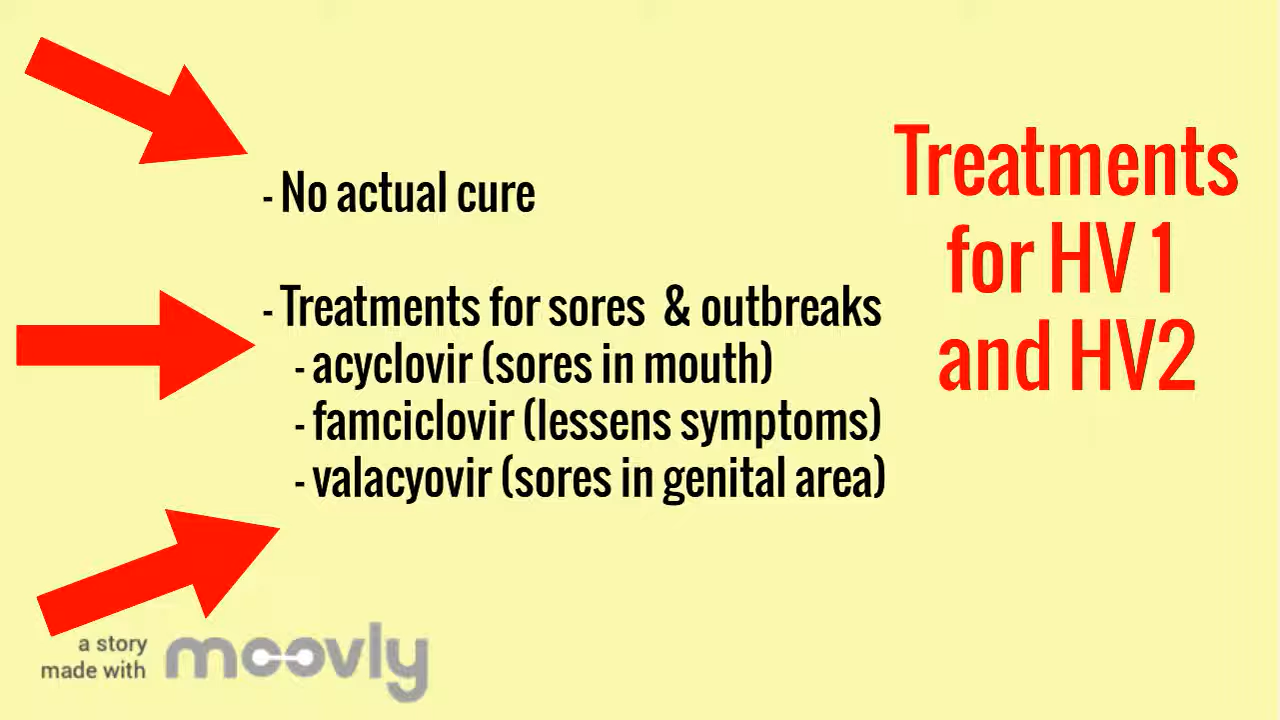 Treatments
for HV 1
and HV2
- No actual cure
- Treatments for sores & outbreaks
- acyclovir (sores in mouth)
- famciclovir (lessens symptoms)
- valacyovir (sores in genital area)
a story
made with
moovly